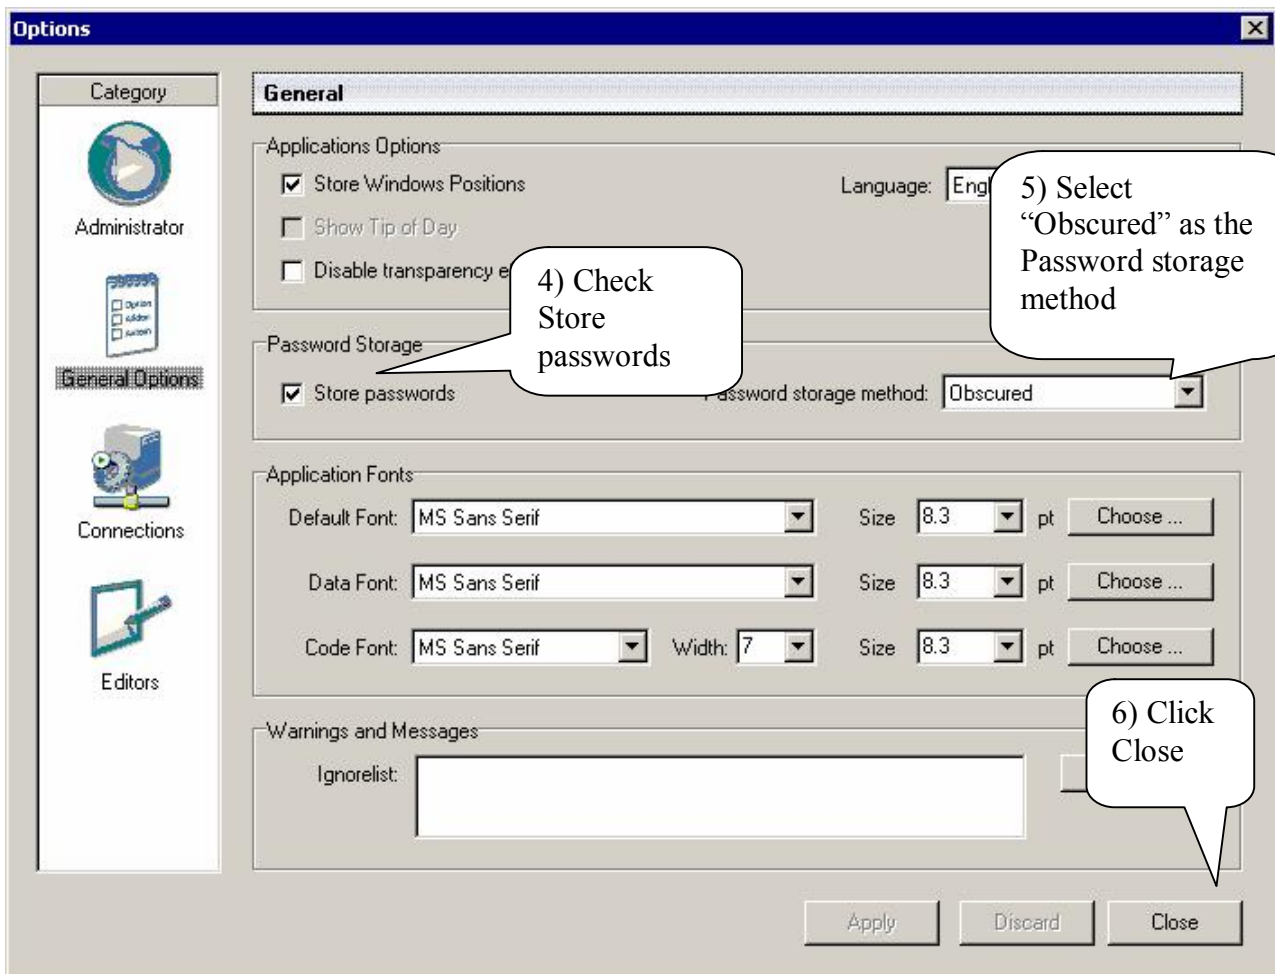 Options
Category
General
Administrator
Option
General Options
Connections
Editors
Applications Options
Store Windows Positions
Language:
Show Tip of Day
Disable transparency
5) Select
“Obscured” as the
Password storage
method
4) Check
Store
passwords
Password Storage
Store passwords
Password storage method: Obscured
Application Fonts
Default Font: MS Sans Serif Size 8.3 pt Choose ...
Data Font: MS Sans Serif Size 8.3 pt Choose ...
Code Font: MS Sans Serif Width: 7 Size 8.3 pt Choose ...
Warnings and Messages
Ignorelist:
6) Click
Close
Apply Discard Close